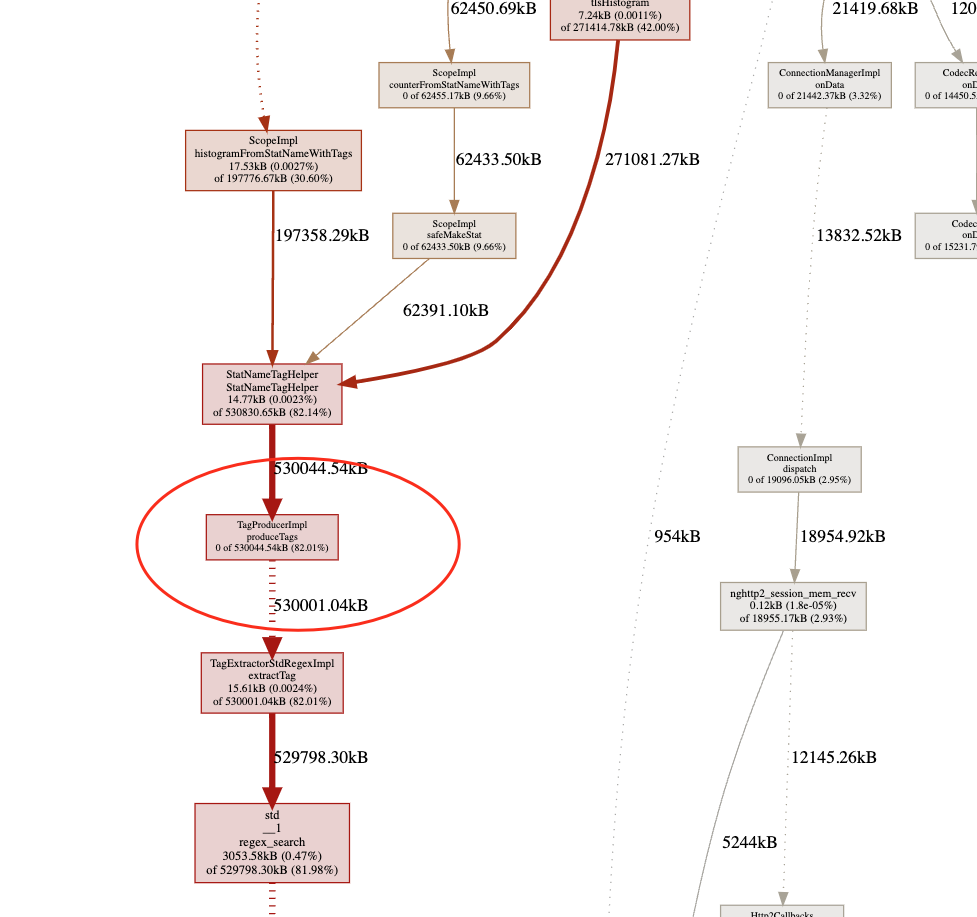 62450.69kB
tlsHistogram
7.24kB (0.0011%)
of 271414.78kB (42.00%)
21419.68kB
120
ScopeImpl
counterFromStatNameWithTags
0 of 62455.17kB (9.66%)
ConnectionManagerImpl
onData
0 of 21442.37kB (3.32%)
CodecRe
onD
0 of 14450.5
ScopeImpl
histogramFromStatNameWithTags
17.53kB (0.0027%)
of 197776.67kB (30.60%)
62433.50kB
271081.27kB
197358.29kB
ScopeImpl
safeMakeStat
0 of 62433.50kB (9.66%)
13832.52kB
Codec
onD
0 of 15231.7
62391.10kB
StatNameTagHelper
StatNameTagHelper
14.77kB (0.0023%)
of 530830.65kB (82.14%)
530044.54kB
ConnectionImpl
dispatch
0 of 19096.05kB (2.95%)
TagProducerImpl
produceTags
0 of 530044.54kB (82.01%)
954kB
18954.92kB
530001.04kB
nghttp2_session_mem_recv
0.12kB (1.8e-05%)
of 18955.17kB (2.93%)
TagExtractorStdRegexImpl
extractTag
15.61kB (0.0024%)
of 530001.04kB (82.01%)
529798.30kB
12145.26kB
std
__1
regex_search
3053.58kB (0.47%)
of 529798.30kB (81.98%)
5244kB
Http2Callbacks